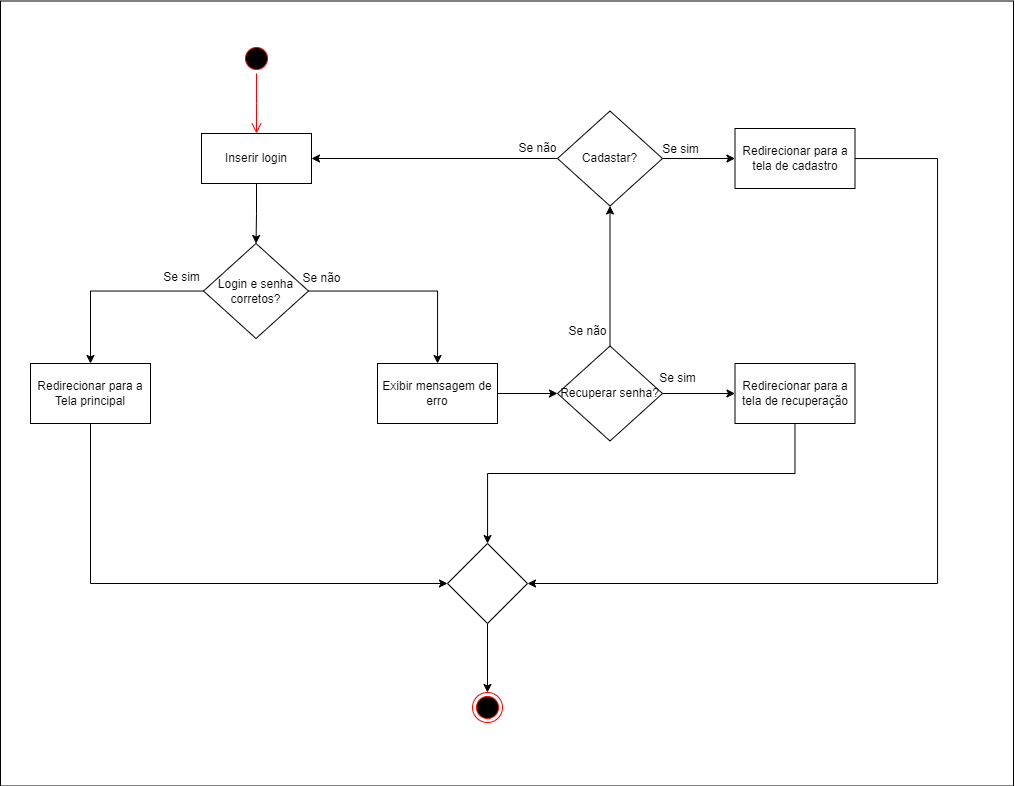 Se não
Cadastar?
Se sim
Redirecionar para a
tela de cadastro
Inserir login
Se sim
Login e senha
corretos?
Se não
Se não
Redirecionar para a
Tela principal
Exibir mensagem de
erro
Recuperar senha?
Se sim
Redirecionar para a
tela de recuperação